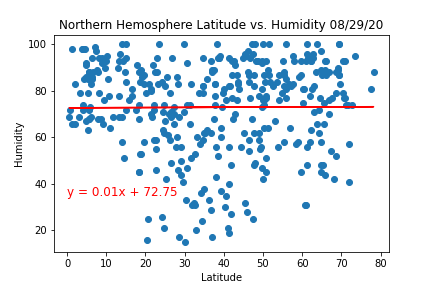 Northern Hemosphere Latitude vs. Humidity 08/29/20
100
80
60
40
20
Humidity
y = 0.01x + 72.75
0 10 20 30 40 50 60 70 80
Latitude